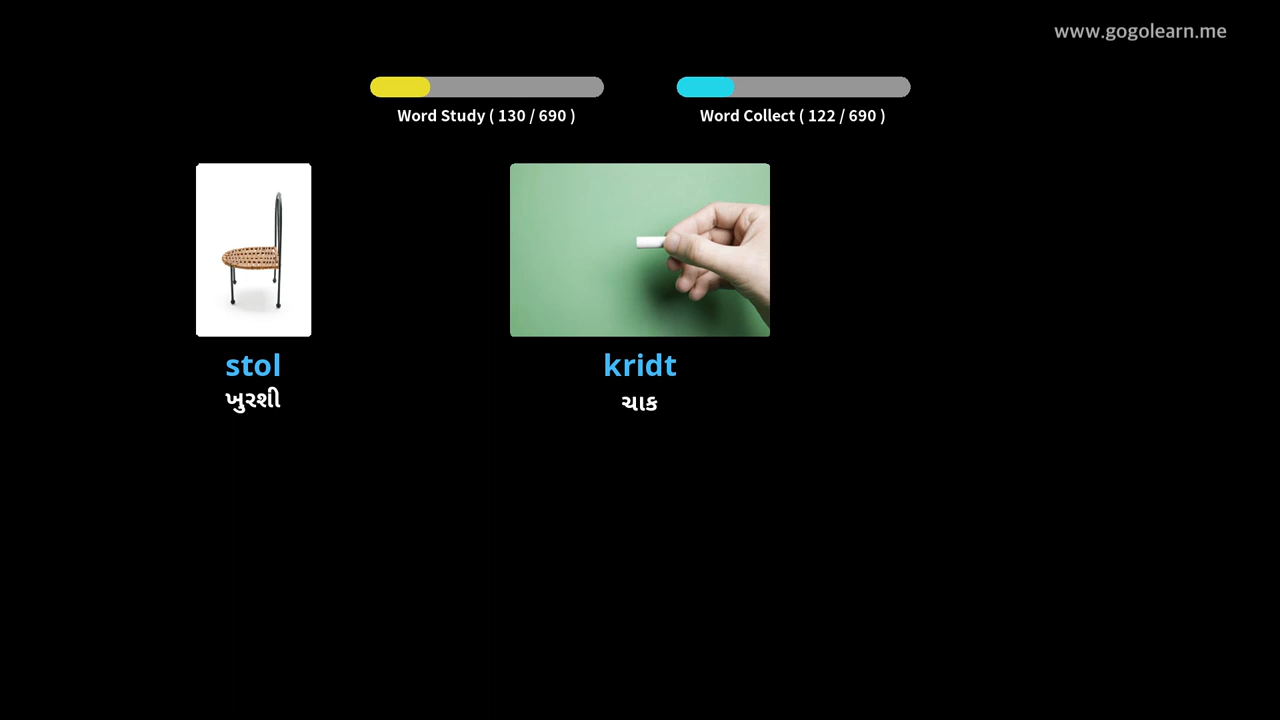 www.gogolearn.me
Word Study ( 130 / 690 )
Word Collect ( 122 / 690 )
stol
ખુરશી
kridt
ચાક